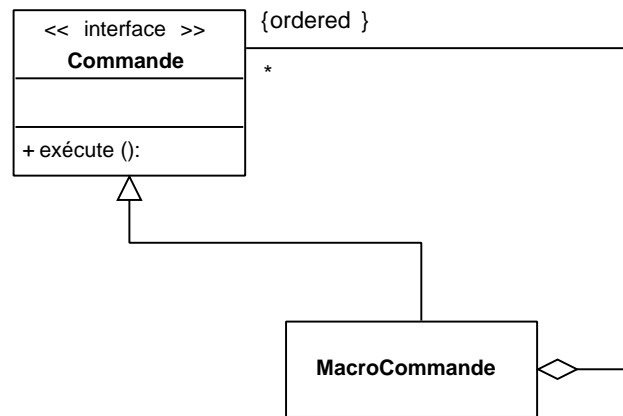 << interface >>
Commande
{ordered }
*
+ exécute ():
MacroCommande